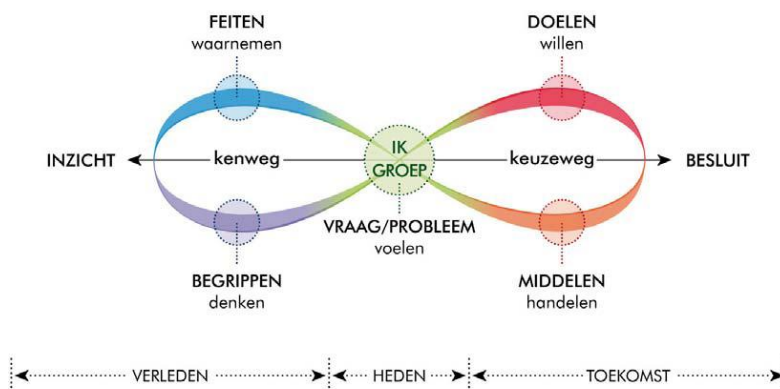 FEITEN
waarnemen
DOELEN
willen
INZICHT
kenweg
IK
GROEP
keuzeweg
BESLUIT
VRAAG/PROBLEEM
voelen
BEGRIPPEN
denken
MIDDELEN
handelen
VERLEDEN
HEDEN
TOEKOMST